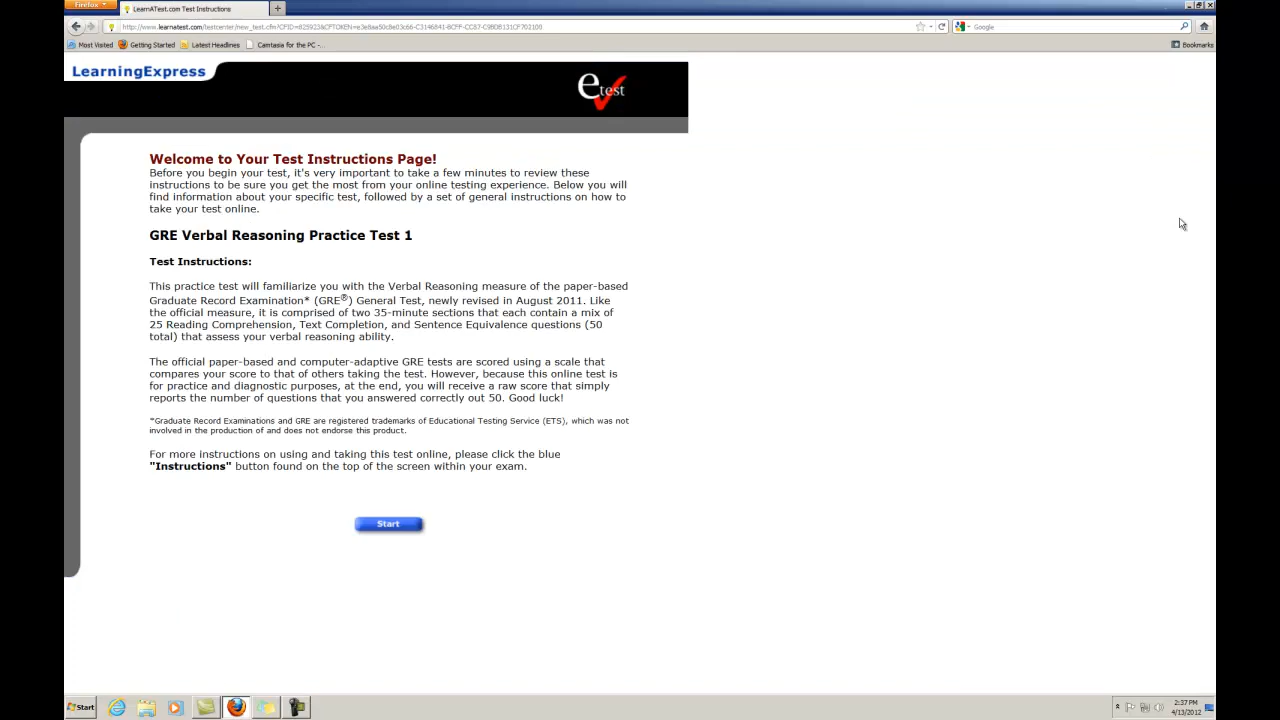 Firefox
LearnATest.com Test Instructions
Google
Most Visited Getting Started Latest Headlines Camtasia for the PC -...
Bookmarks
LearningExpress
etest
Welcome to Your Test Instructions Page!
Before you begin your test, it's very important to take a few minutes to review these
instructions to be sure you get the most from your online testing experience. Below you will
find information about your specific test, followed by a set of general instructions on how to
take your test online.
GRE Verbal Reasoning Practice Test 1
Test Instructions:
This practice test will familiarize you with the Verbal Reasoning measure of the paper-based
Graduate Record Examination* (GRE®) General Test, newly revised in August 2011. Like
the official measure, it is comprised of two 35-minute sections that each contain a mix of
25 Reading Comprehension, Text Completion, and Sentence Equivalence questions (50
total) that assess your verbal reasoning ability.
The official paper-based and computer-adaptive GRE tests are scored using a scale that
compares your score to that of others taking the test. However, because this online test is
for practice and diagnostic purposes, at the end, you will receive a raw score that simply
reports the number of questions that you answered correctly out 50. Good luck!
*Graduate Record Examinations and GRE are registered trademarks of Educational Testing Service (ETS), which was not
involved in the production of and does not endorse this product.
For more instructions on using and taking this test online, please click the blue
"Instructions" button found on the top of the screen within your exam.
Start
Start
2:37 PM
4/13/2012